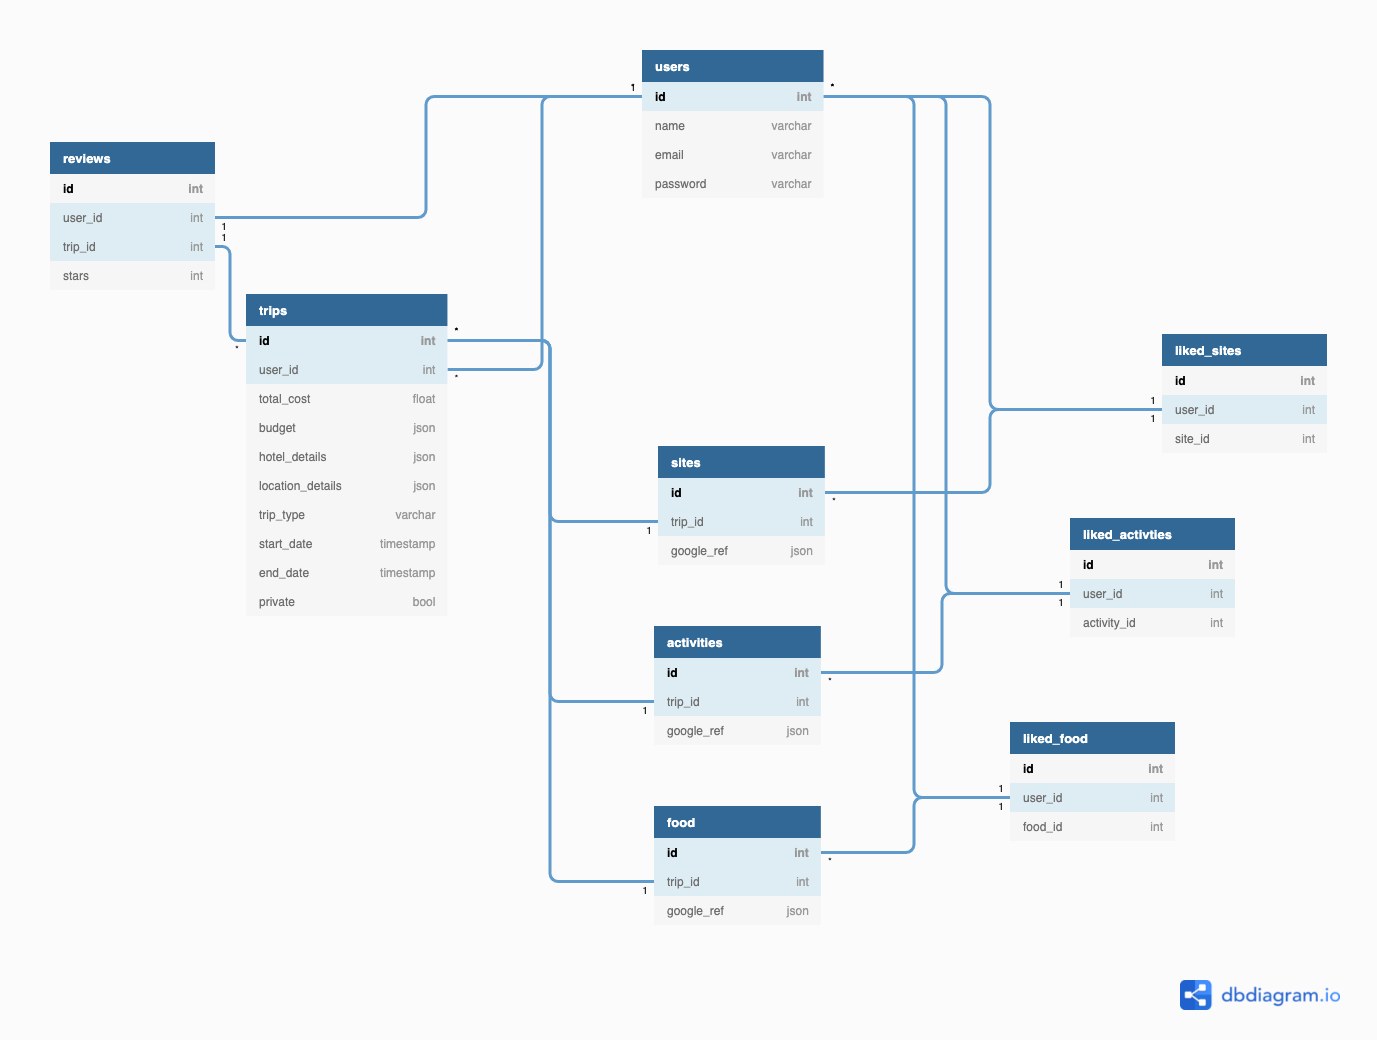 users
id int
name varchar
email varchar
password varchar
1
*
reviews
id int
user_id int
trip_id int
stars int
1
1
trips
id int
user_id int
total_cost float
budget json
hotel_details json
location_details json
trip_type varchar
start_date timestamp
end_date timestamp
private bool
*
*
*
liked_sites
id int
user_id int
site_id int
1
1
sites
id int
trip_id int
google_ref json
*
1
liked_activties
id int
user_id int
activity_id int
1
1
activities
id int
trip_id int
google_ref json
*
1
liked_food
id int
user_id int
food_id int
1
1
food
id int
trip_id int
google_ref json
*
1
dbdiagram.io